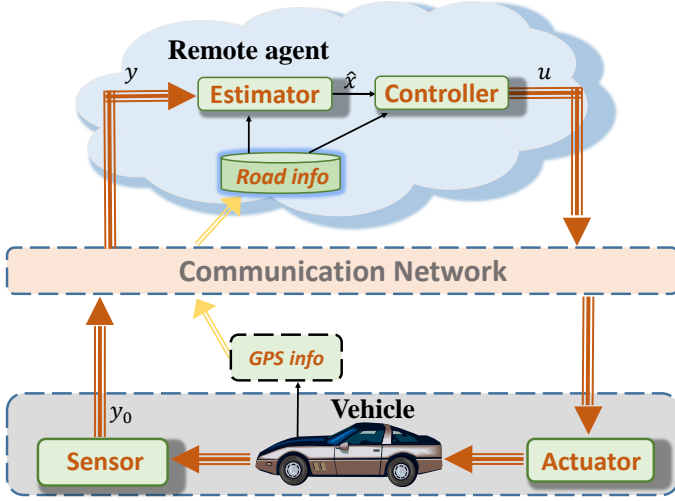 Remote agent
y
Estimator
x̂
Controller
u
Road info
Communication Network
GPS info
y₀
Vehicle
Sensor
Actuator